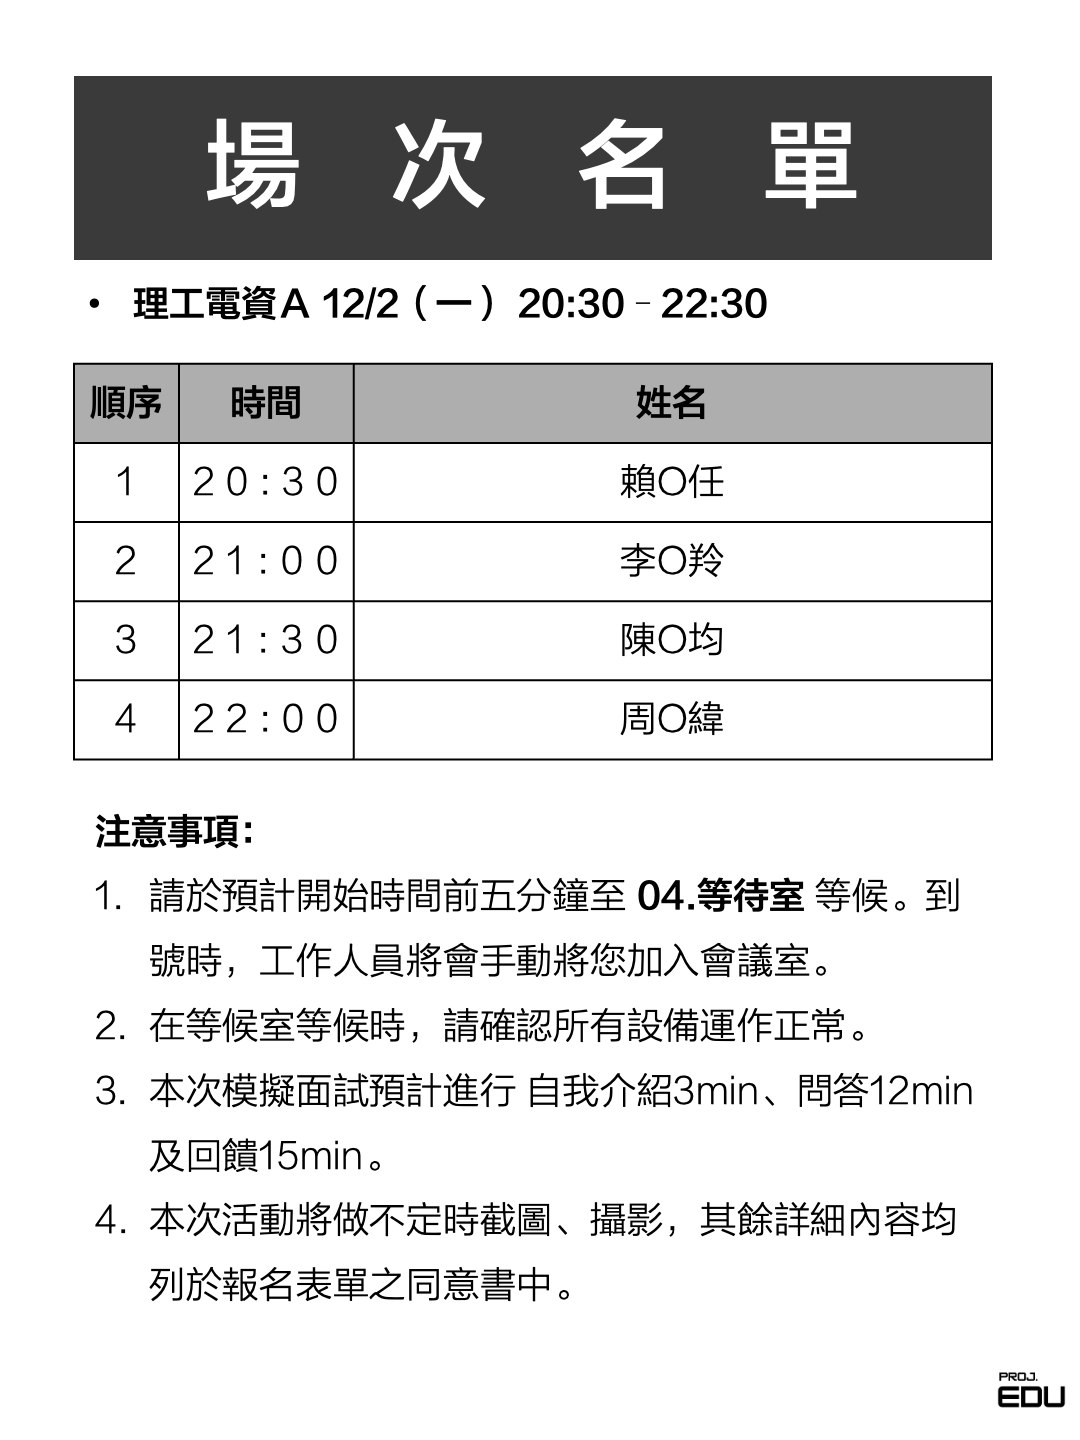 場次名單
• 理工電資A 12/2（一） 20:30–22:30
順序 時間 姓名
1 20:30 賴O任
2 21:00 李O羚
3 21:30 陳O均
4 22:00 周O緯
注意事項：
1. 請於預計開始時間前五分鐘至 04.等待室 等候。到
號時，工作人員將會手動將您加入會議室。
2. 在等候室等候時，請確認所有設備運作正常。
3. 本次模擬面試預計進行 自我介紹3min、問答12min
及回饋15min。
4. 本次活動將做不定時截圖、攝影，其餘詳細內容均
列於報名表單之同意書中。
PROJ.
EDU